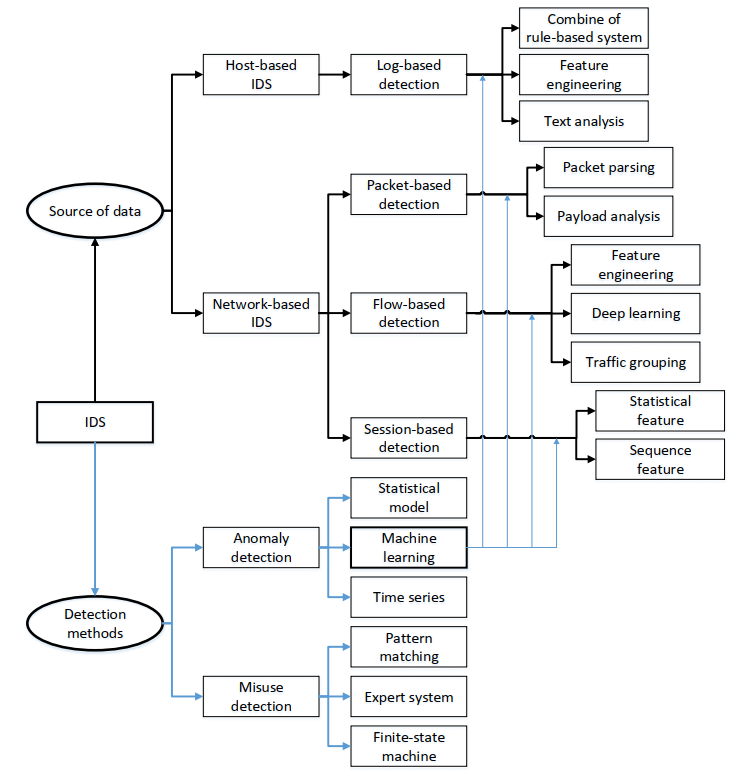 Combine of
rule-based system
Host-based
IDS
Log-based
detection
Feature
engineering
Text analysis
Packet-based
detection
Packet parsing
Payload analysis
Source of data
Feature
engineering
Network-based
IDS
Flow-based
detection
Deep learning
Traffic grouping
IDS
Session-based
detection
Statistical
feature
Sequence
feature
Statistical
model
Anomaly
detection
Machine
learning
Time series
Detection
methods
Pattern
matching
Misuse
detection
Expert system
Finite-state
machine